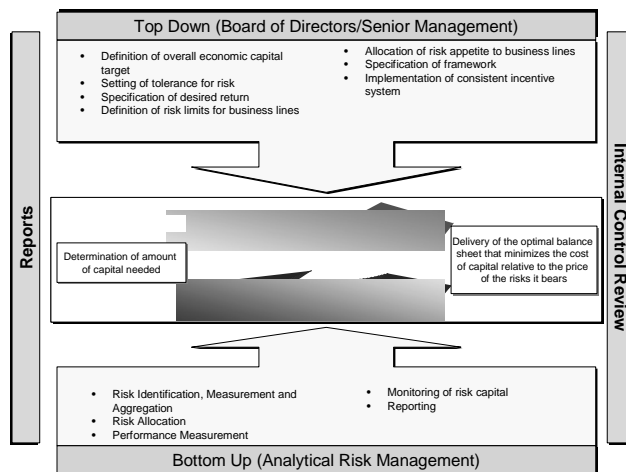 Top Down (Board of Directors/Senior Management)
• Definition of overall economic capital
target
• Setting of tolerance for risk
• Specification of desired return
• Definition of risk limits for business lines
• Allocation of risk appetite to business lines
• Specification of framework
• Implementation of consistent incentive
system
Reports
Determination of amount
of capital needed
Delivery of the optimal balance
sheet that minimizes the cost
of capital relative to the price
of the risks it bears
Internal Control Review
• Risk Identification, Measurement and
Aggregation
• Risk Allocation
• Performance Measurement
• Monitoring of risk capital
• Reporting
Bottom Up (Analytical Risk Management)